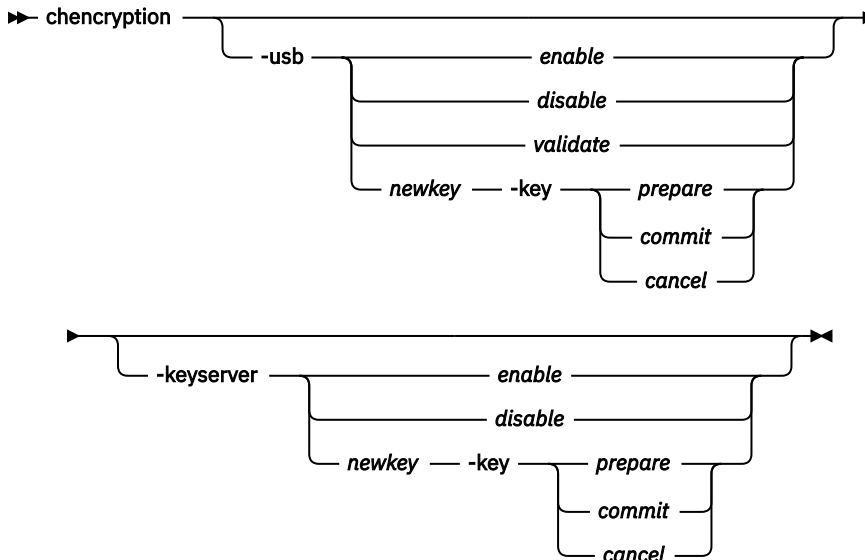 chencryption
-usb enable
disable
validate
newkey -key prepare
commit
cancel
-keyserver enable
disable
newkey -key prepare
commit
cancel